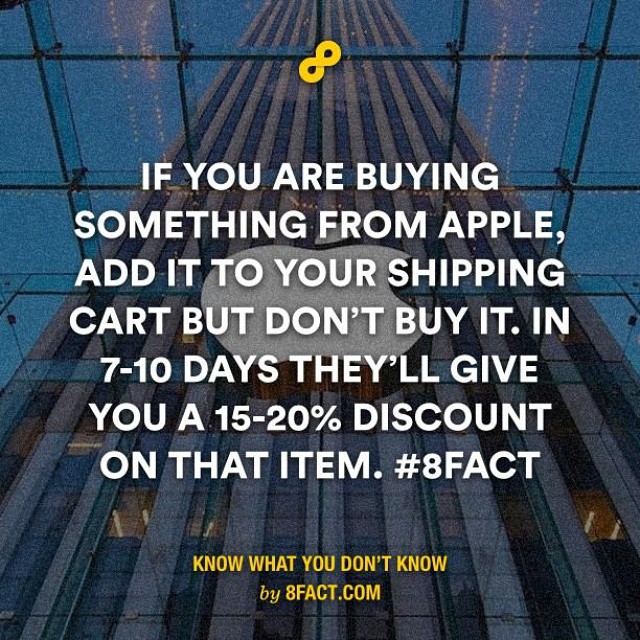 IF YOU ARE BUYING
SOMETHING FROM APPLE,
ADD IT TO YOUR SHIPPING
CART BUT DON'T BUY IT. IN
7-10 DAYS THEY'LL GIVE
YOU A 15-20% DISCOUNT
ON THAT ITEM. #8FACT
KNOW WHAT YOU DON'T KNOW
by 8FACT.COM